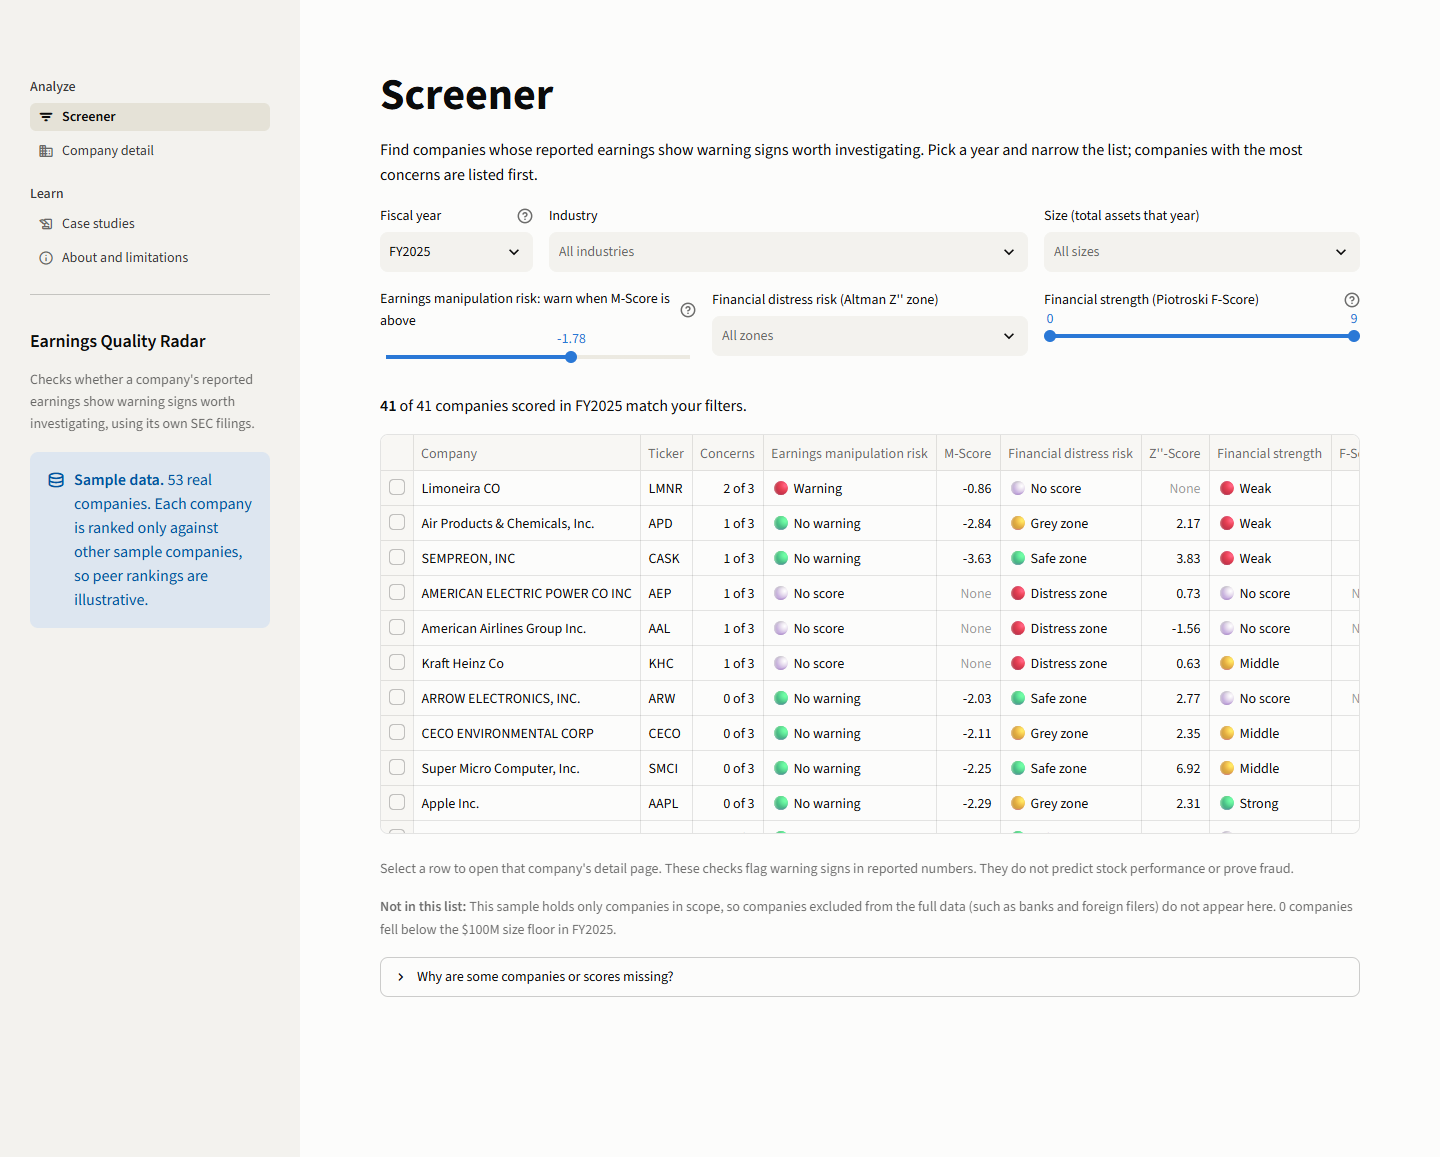 Analyze
Screener
Company detail
Learn
Case studies
About and limitations
Earnings Quality Radar
Checks whether a company's reported
earnings show warning signs worth
investigating, using its own SEC filings.
Sample data. 53 real
companies. Each company
is ranked only against
other sample companies,
so peer rankings are
illustrative.
Screener
Find companies whose reported earnings show warning signs worth investigating. Pick a year and narrow the list; companies with the most
concerns are listed first.
Fiscal year Industry Size (total assets that year)
FY2025 All industries All sizes
Earnings manipulation risk: warn when M-Score is
above
-1.78
Financial distress risk (Altman Z'' zone)
All zones
Financial strength (Piotroski F-Score)
0 9
41 of 41 companies scored in FY2025 match your filters.
Company Ticker Concerns Earnings manipulation risk M-Score Financial distress risk Z''-Score Financial strength F-Sc
Limoneira CO LMNR 2 of 3 Warning -0.86 No score None Weak
Air Products & Chemicals, Inc. APD 1 of 3 No warning -2.84 Grey zone 2.17 Weak
SEMPREON, INC CASK 1 of 3 No warning -3.63 Safe zone 3.83 Weak
AMERICAN ELECTRIC POWER CO INC AEP 1 of 3 No score None Distress zone 0.73 No score N
American Airlines Group Inc. AAL 1 of 3 No score None Distress zone -1.56 No score N
Kraft Heinz Co KHC 1 of 3 No score None Distress zone 0.63 Middle
ARROW ELECTRONICS, INC. ARW 0 of 3 No warning -2.03 Safe zone 2.77 No score N
CECO ENVIRONMENTAL CORP CECO 0 of 3 No warning -2.11 Grey zone 2.35 Middle
Super Micro Computer, Inc. SMCI 0 of 3 No warning -2.25 Safe zone 6.92 Middle
Apple Inc. AAPL 0 of 3 No warning -2.29 Grey zone 2.31 Strong
Select a row to open that company's detail page. These checks flag warning signs in reported numbers. They do not predict stock performance or prove fraud.
Not in this list: This sample holds only companies in scope, so companies excluded from the full data (such as banks and foreign filers) do not appear here. 0 companies
fell below the $100M size floor in FY2025.
Why are some companies or scores missing?